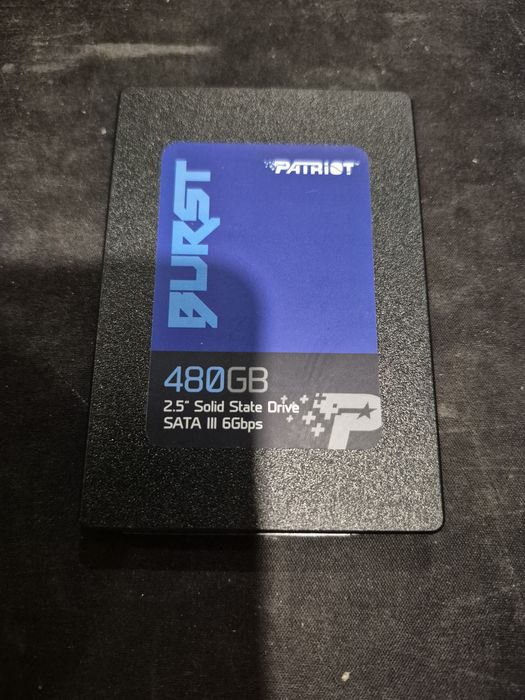 PATRIOT
BURST
480GB
2.5" Solid State Drive
SATA III 6Gbps
P